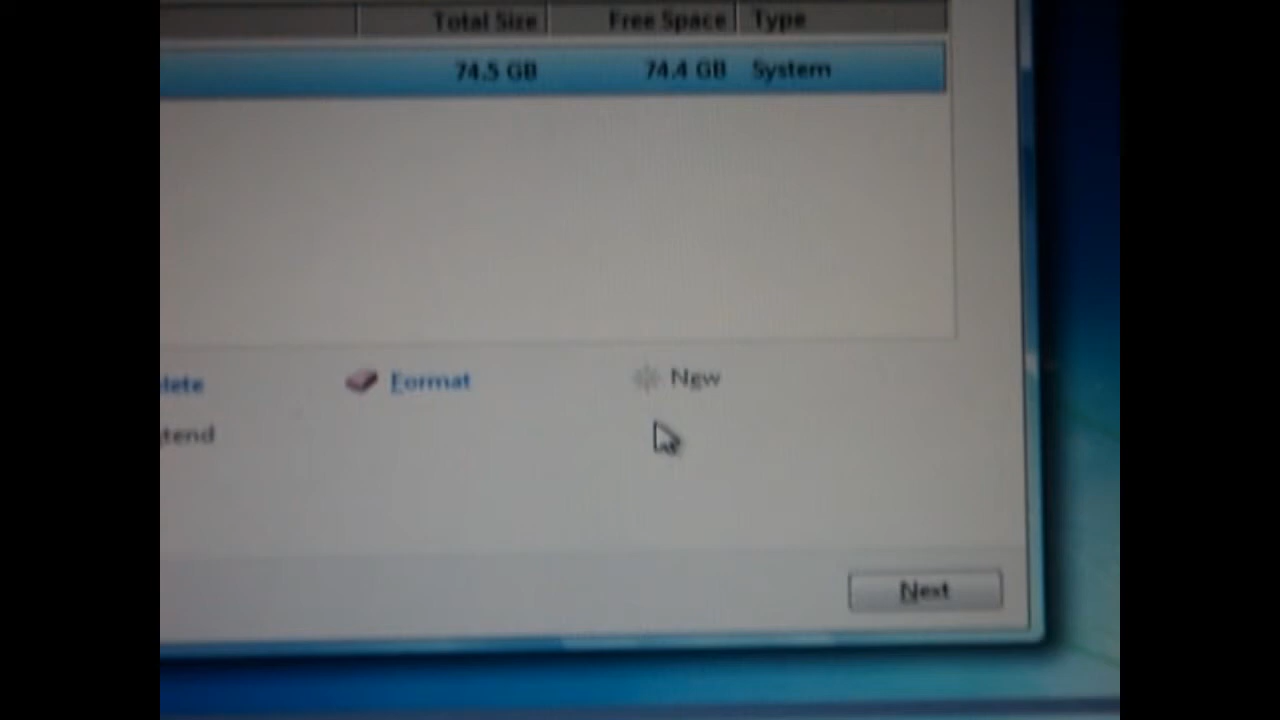 Total Size Free Space Type
74.5 GB 74.4 GB System
lete Format New
tend
Next